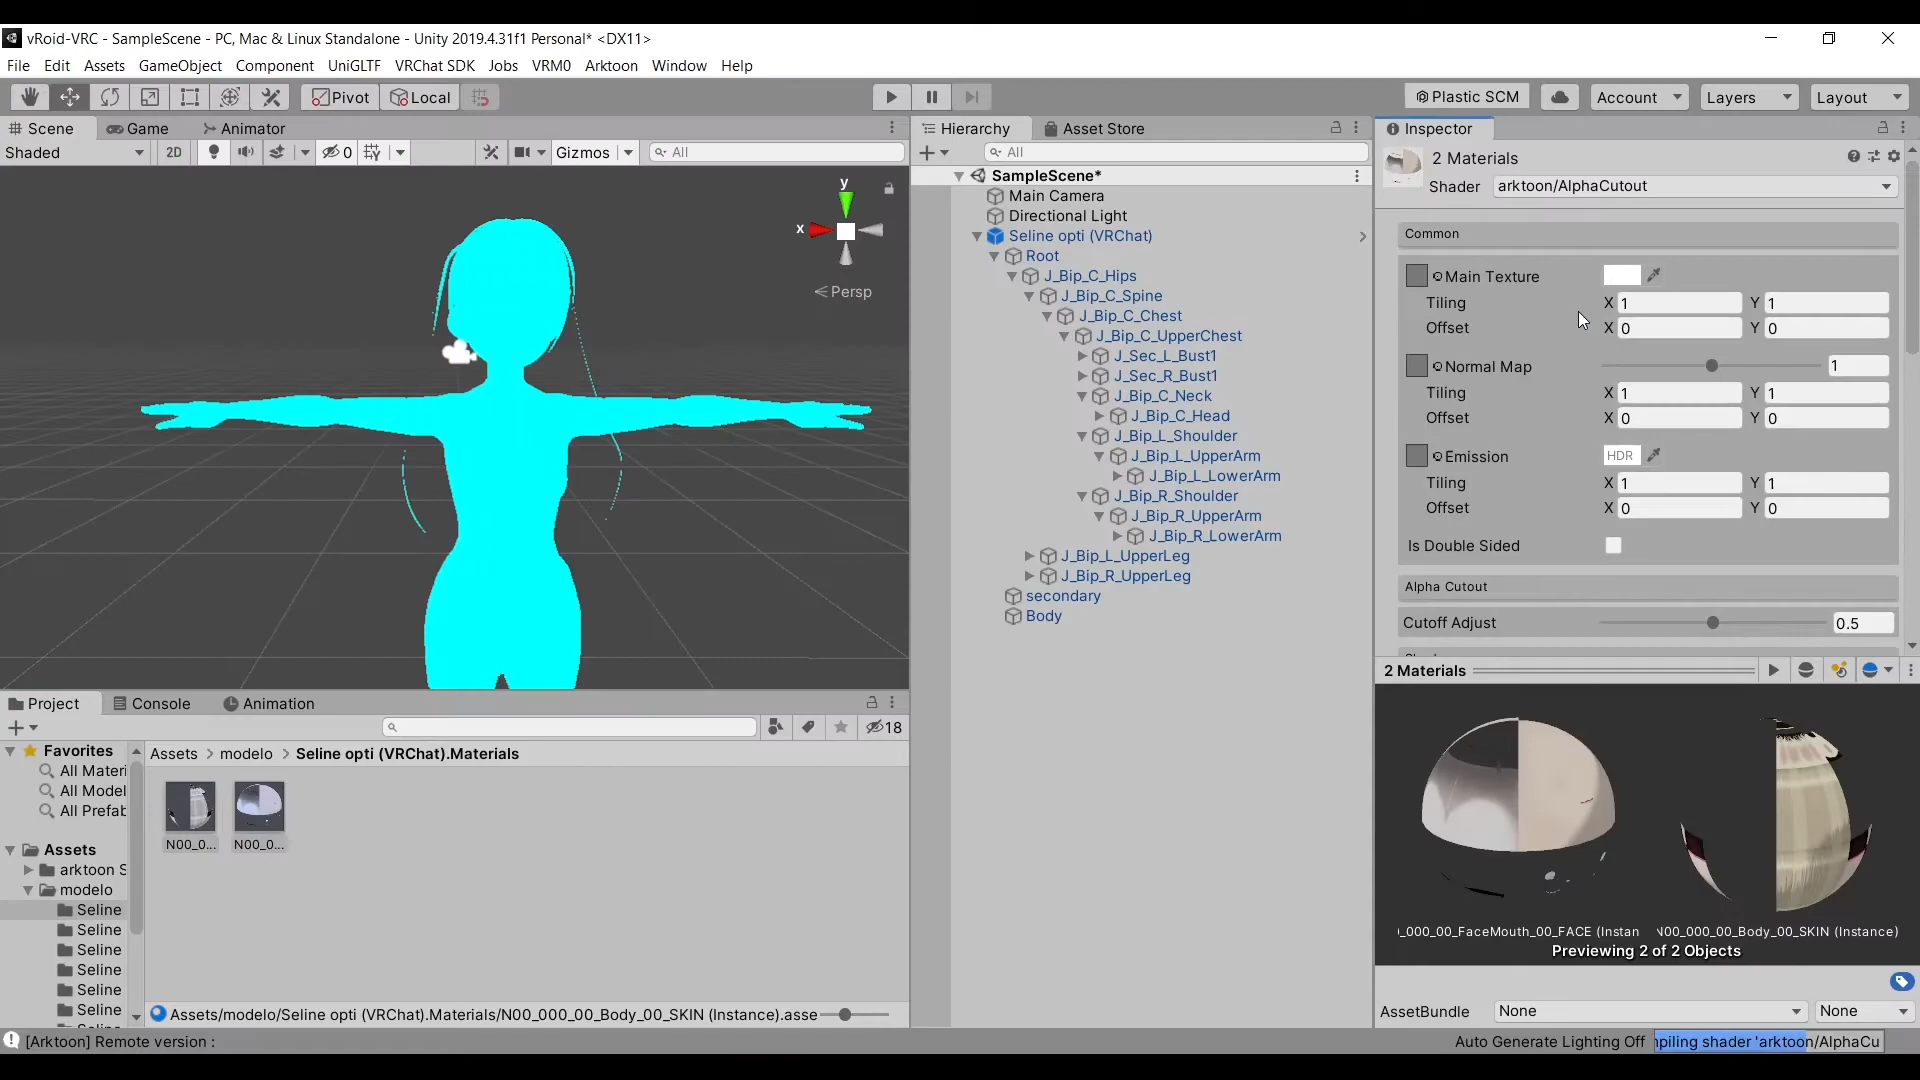 vRoid-VRC - SampleScene - PC, Mac & Linux Standalone - Unity 2019.4.31f1 Personal* <DX11>
File Edit Assets GameObject Component UniGLTF VRChat SDK Jobs VRM0 Arktoon Window Help
Pivot Local Plastic SCM Account Layers Layout
Scene Game Animator
Shaded 2D 0 Gizmos All
y
x
Persp
Hierarchy Asset Store
All
SampleScene*
Main Camera
Directional Light
Seline opti (VRChat)
Root
J_Bip_C_Hips
J_Bip_C_Spine
J_Bip_C_Chest
J_Bip_C_UpperChest
J_Sec_L_Bust1
J_Sec_R_Bust1
J_Bip_C_Neck
J_Bip_C_Head
J_Bip_L_Shoulder
J_Bip_L_UpperArm
J_Bip_L_LowerArm
J_Bip_R_Shoulder
J_Bip_R_UpperArm
J_Bip_R_LowerArm
J_Bip_L_UpperLeg
J_Bip_R_UpperLeg
secondary
Body
Inspector
2 Materials
Shader arktoon/AlphaCutout
Common
Main Texture
Tiling X 1 Y 1
Offset X 0 Y 0
Normal Map 1
Tiling X 1 Y 1
Offset X 0 Y 0
Emission HDR
Tiling X 1 Y 1
Offset X 0 Y 0
Is Double Sided
Alpha Cutout
Cutoff Adjust 0.5
2 Materials
_000_00_FaceMouth_00_FACE (Instan N00_000_00_Body_00_SKIN (Instance)
Previewing 2 of 2 Objects
AssetBundle None None
Project Console Animation
18
Favorites
All Materi
All Model
All Prefab
Assets
arktoon S
modelo
Seline
Seline
Seline
Seline
Seline
Seline
Assets > modelo > Seline opti (VRChat).Materials
N00_0... N00_0...
Assets/modelo/Seline opti (VRChat).Materials/N00_000_00_Body_00_SKIN (Instance).asse
[Arktoon] Remote version :
Auto Generate Lighting Off npiling shader 'arktoon/AlphaCu